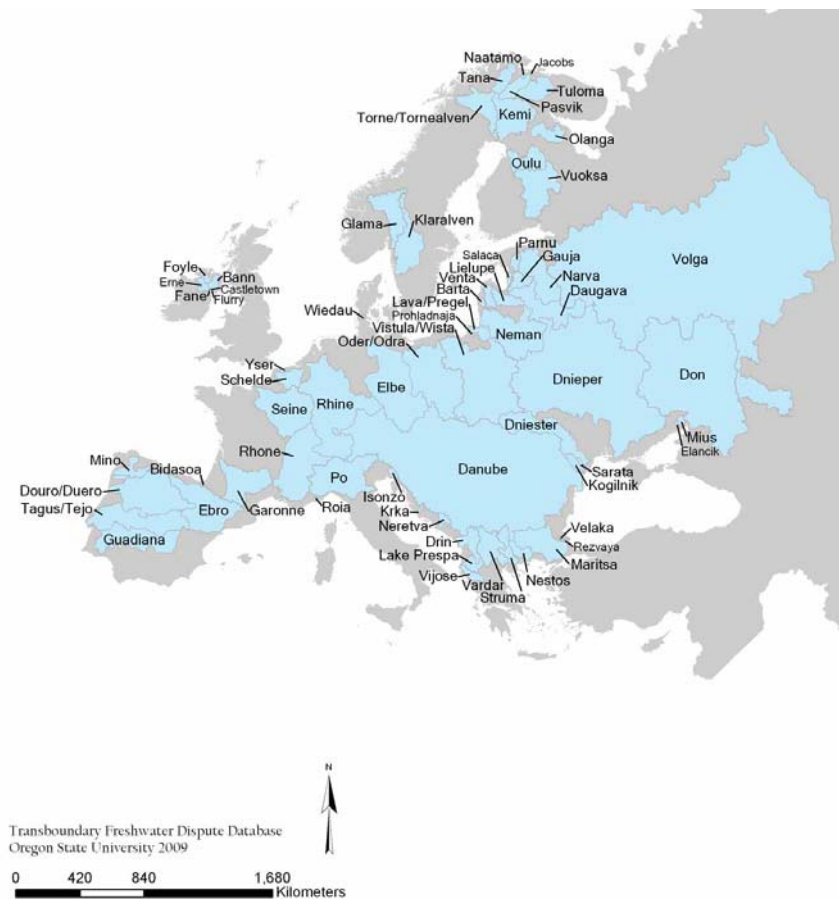 Naatamo
Jacobs
Tana
Tuloma
Pasvik
Torne/Tornealven
Kemi
Olanga
Oulu
Vuoksa
Glama
Klaralven
Parnu
Salaca
Gauja
Volga
Foyle
Bann
Lielupe
Erne
Castletown
Venta
Narva
Fane
Flurry
Barta
Daugava
Wiedau
Lava/Pregel
Prohladnaja
Vistula/Wista
Neman
Oder/Odra
Yser
Schelde
Elbe
Dnieper
Don
Seine
Rhine
Dniester
Mius
Elancik
Rhone
Mino
Bidasoa
Danube
Sarata
Po
Kogilnik
Douro/Duero
Isonzo
Tagus/Tejo
Ebro
Garonne
Roia
Krka
Neretva
Velaka
Guadiana
Drin
Rezvaya
Lake Prespa
Maritsa
Vijose
Vardar
Nestos
Struma
N
Transboundary Freshwater Dispute Database
Oregon State University 2009
0 420 840 1,680
Kilometers